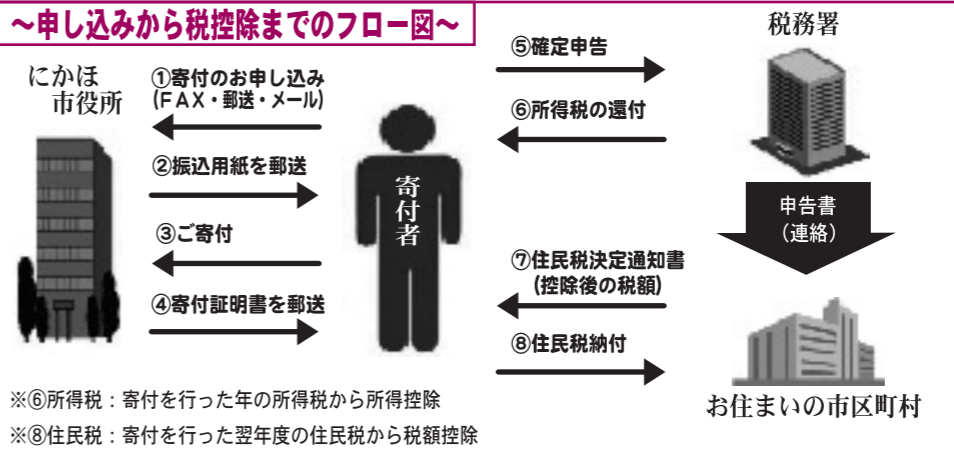 ～申し込みから税控除までのフロー図～
にかほ
市役所
①寄付のお申し込み
(FAX・郵送・メール)
②振込用紙を郵送
③ご寄付
④寄付証明書を郵送
寄付者
⑤確定申告
⑥所得税の還付
税務署
申告書
（連絡）
⑦住民税決定通知書
(控除後の税額)
⑧住民税納付
お住まいの市区町村
※⑥所得税：寄付を行った年の所得税から所得控除
※⑧住民税：寄付を行った翌年度の住民税から税額控除